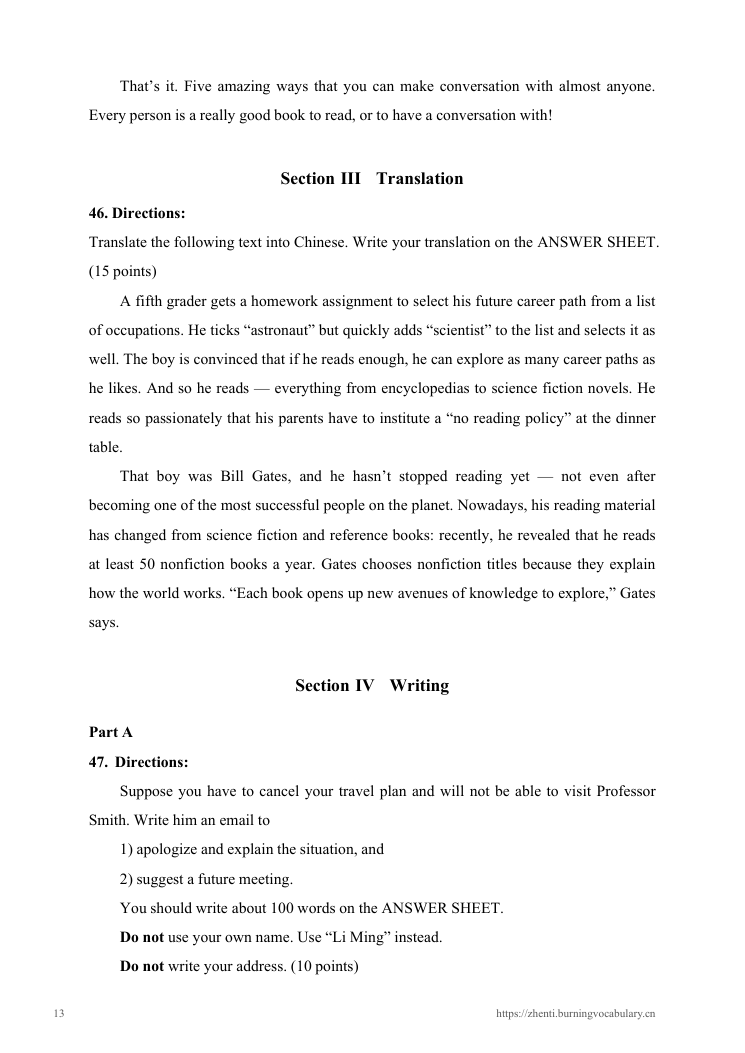 That’s it. Five amazing ways that you can make conversation with almost anyone.
Every person is a really good book to read, or to have a conversation with!
Section III Translation
46. Directions:
Translate the following text into Chinese. Write your translation on the ANSWER SHEET.
(15 points)
A fifth grader gets a homework assignment to select his future career path from a list
of occupations. He ticks “astronaut” but quickly adds “scientist” to the list and selects it as
well. The boy is convinced that if he reads enough, he can explore as many career paths as
he likes. And so he reads — everything from encyclopedias to science fiction novels. He
reads so passionately that his parents have to institute a “no reading policy” at the dinner
table.
That boy was Bill Gates, and he hasn’t stopped reading yet — not even after
becoming one of the most successful people on the planet. Nowadays, his reading material
has changed from science fiction and reference books: recently, he revealed that he reads
at least 50 nonfiction books a year. Gates chooses nonfiction titles because they explain
how the world works. “Each book opens up new avenues of knowledge to explore,” Gates
says.
Section IV Writing
Part A
47. Directions:
Suppose you have to cancel your travel plan and will not be able to visit Professor
Smith. Write him an email to
1) apologize and explain the situation, and
2) suggest a future meeting.
You should write about 100 words on the ANSWER SHEET.
Do not use your own name. Use “Li Ming” instead.
Do not write your address. (10 points)
13
https://zhenti.burningvocabulary.cn